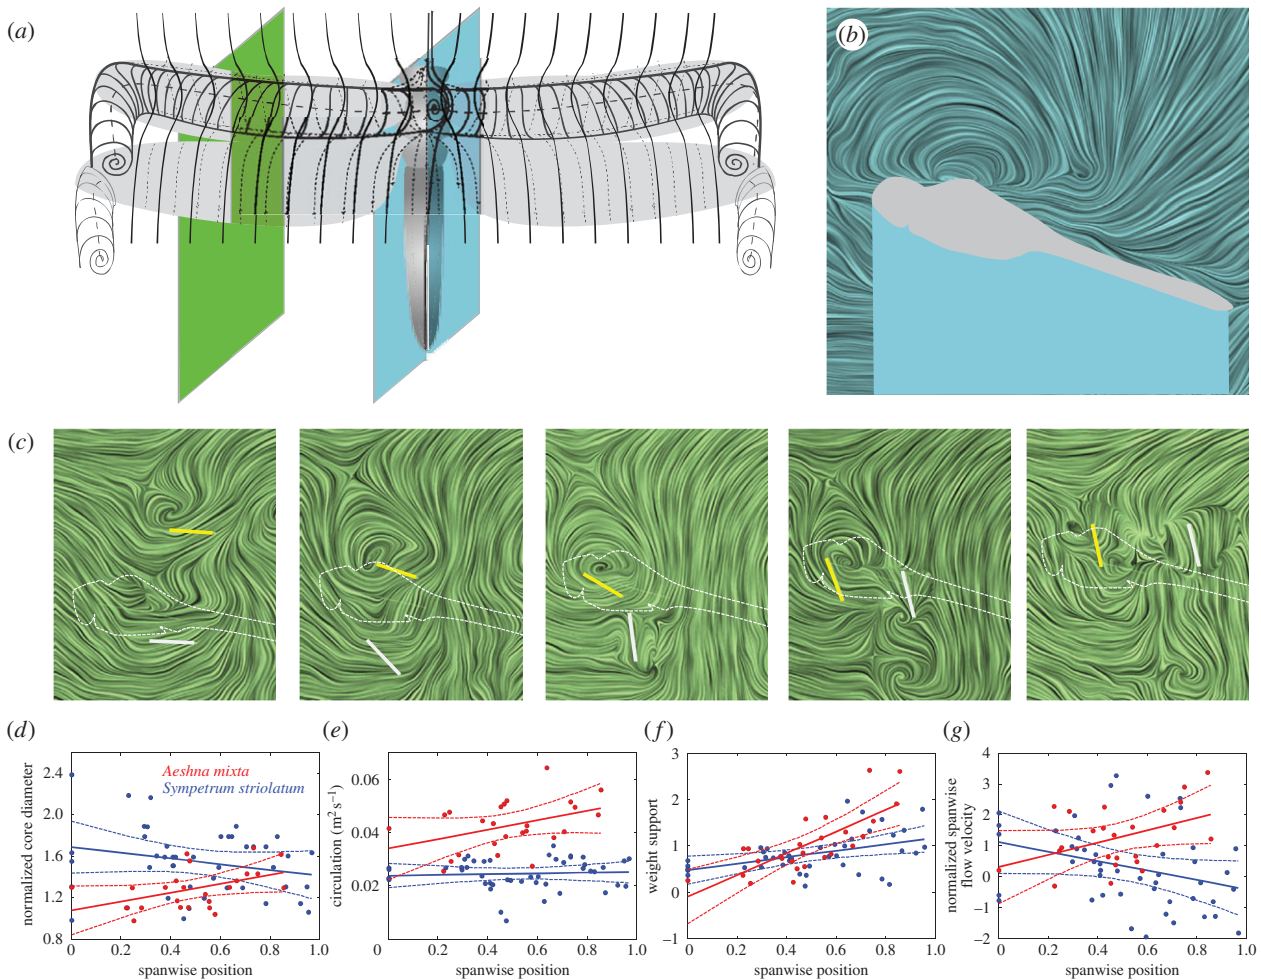 (a)
(b)
(c)
(d)
(e)
(f)
(g)
2.4
2.0
1.6
1.2
0.8
normalized core diameter
Aeshna mixta
Sympetrum striolatum
0 0.2 0.4 0.6 0.8 1.0
spanwise position
0.06
0.04
0.02
0
circulation (m² s⁻¹)
0 0.2 0.4 0.6 0.8 1.0
spanwise position
3
2
1
0
−1
weight support
0 0.2 0.4 0.6 0.8 1.0
spanwise position
4
3
2
1
0
−1
−2
normalized spanwise
flow velocity
0 0.2 0.4 0.6 0.8 1.0
spanwise position